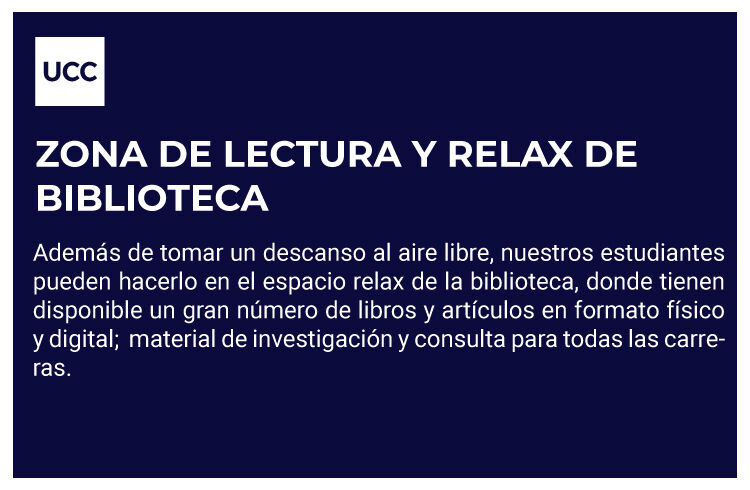 UCC
ZONA DE LECTURA Y RELAX DE
BIBLIOTECA
Además de tomar un descanso al aire libre, nuestros estudiantes
pueden hacerlo en el espacio relax de la biblioteca, donde tienen
disponible un gran número de libros y artículos en formato físico
y digital;  material de investigación y consulta para todas las carre-
ras.